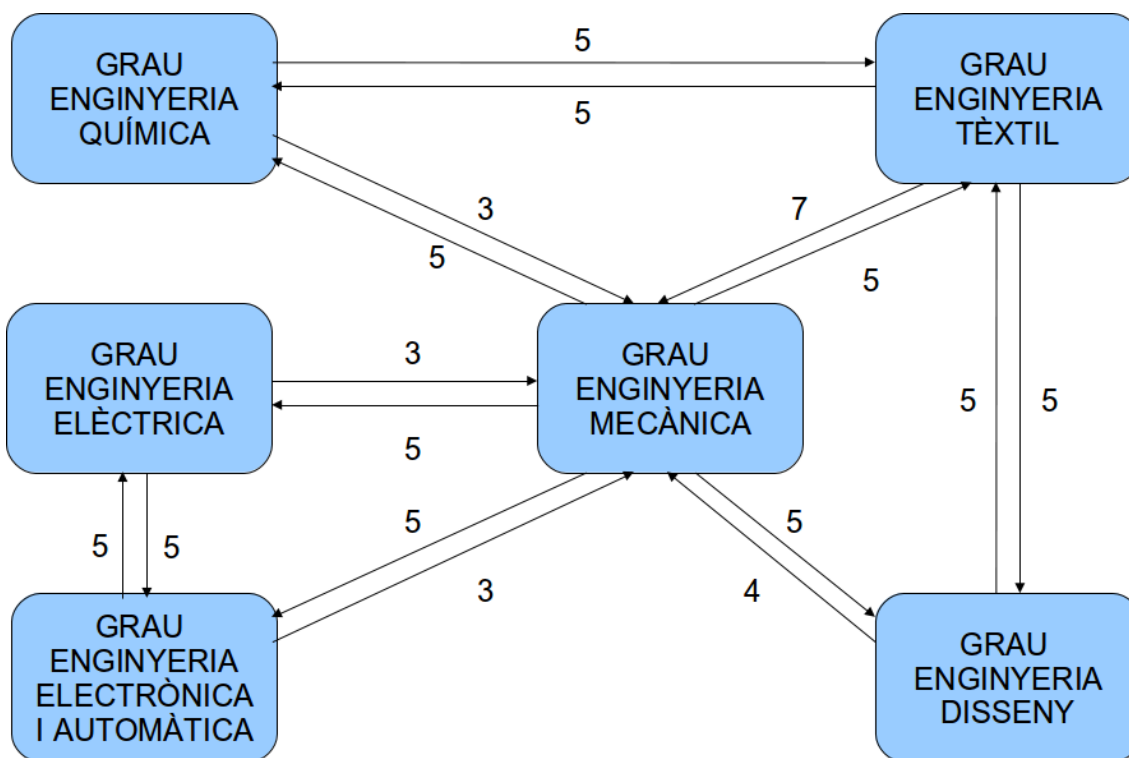 GRAU
ENGINYERIA
QUÍMICA
5
5
GRAU
ENGINYERIA
TÈXTIL
3
5
7
5
GRAU
ENGINYERIA
ELÈCTRICA
3
5
GRAU
ENGINYERIA
MECÀNICA
5
5
5
5
5
3
5
4
GRAU
ENGINYERIA
ELECTRÒNICA
I AUTOMÀTICA
GRAU
ENGINYERIA
DISSENY